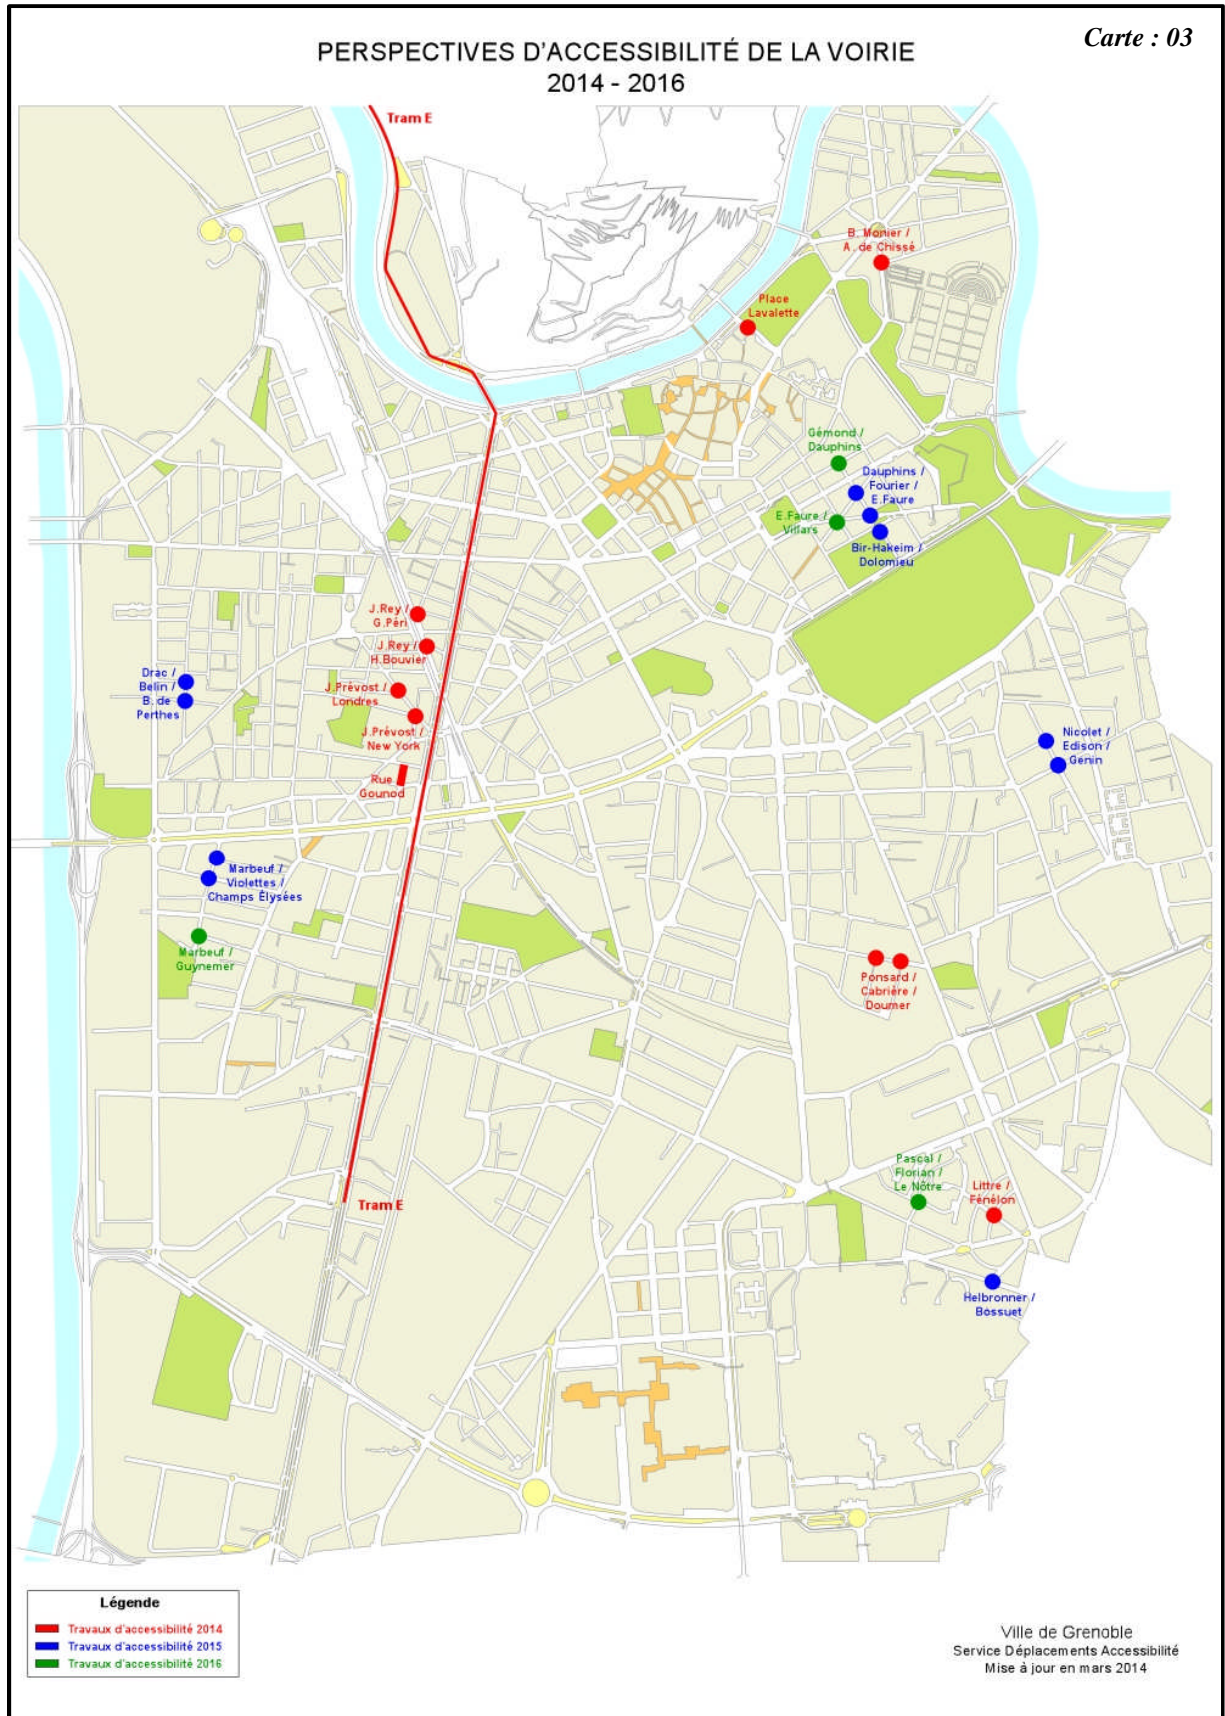 Carte : 03
PERSPECTIVES D'ACCESSIBILITÉ DE LA VOIRIE
2014 - 2016
Tram E
B. Monier /
A. de Chissé
Place
Lavalette
Gémond /
Dauphins
Dauphins /
Fourier /
E.Faure
E.Faure /
Villars
Bir-Hakeim /
Dolomieu
J.Rey /
G.Péri
J.Rey /
H.Bouvier
Drac /
Belin /
B. de
Perthes
J.Prévost /
Londres
J.Prévost /
New York
Rue
Gounod
Nicolet /
Edison /
Genin
Marbeuf /
Violettes /
Champs Élysées
Marbeuf /
Guynemer
Ponsard /
Cabrière /
Doumer
Pascal /
Florian /
Le Nôtre
Littre /
Fénélon
Tram E
Helbronner /
Bossuet
Légende
Travaux d'accessibilité 2014
Travaux d'accessibilité 2015
Travaux d'accessibilité 2016
Ville de Grenoble
Service Déplacements Accessibilité
Mise à jour en mars 2014